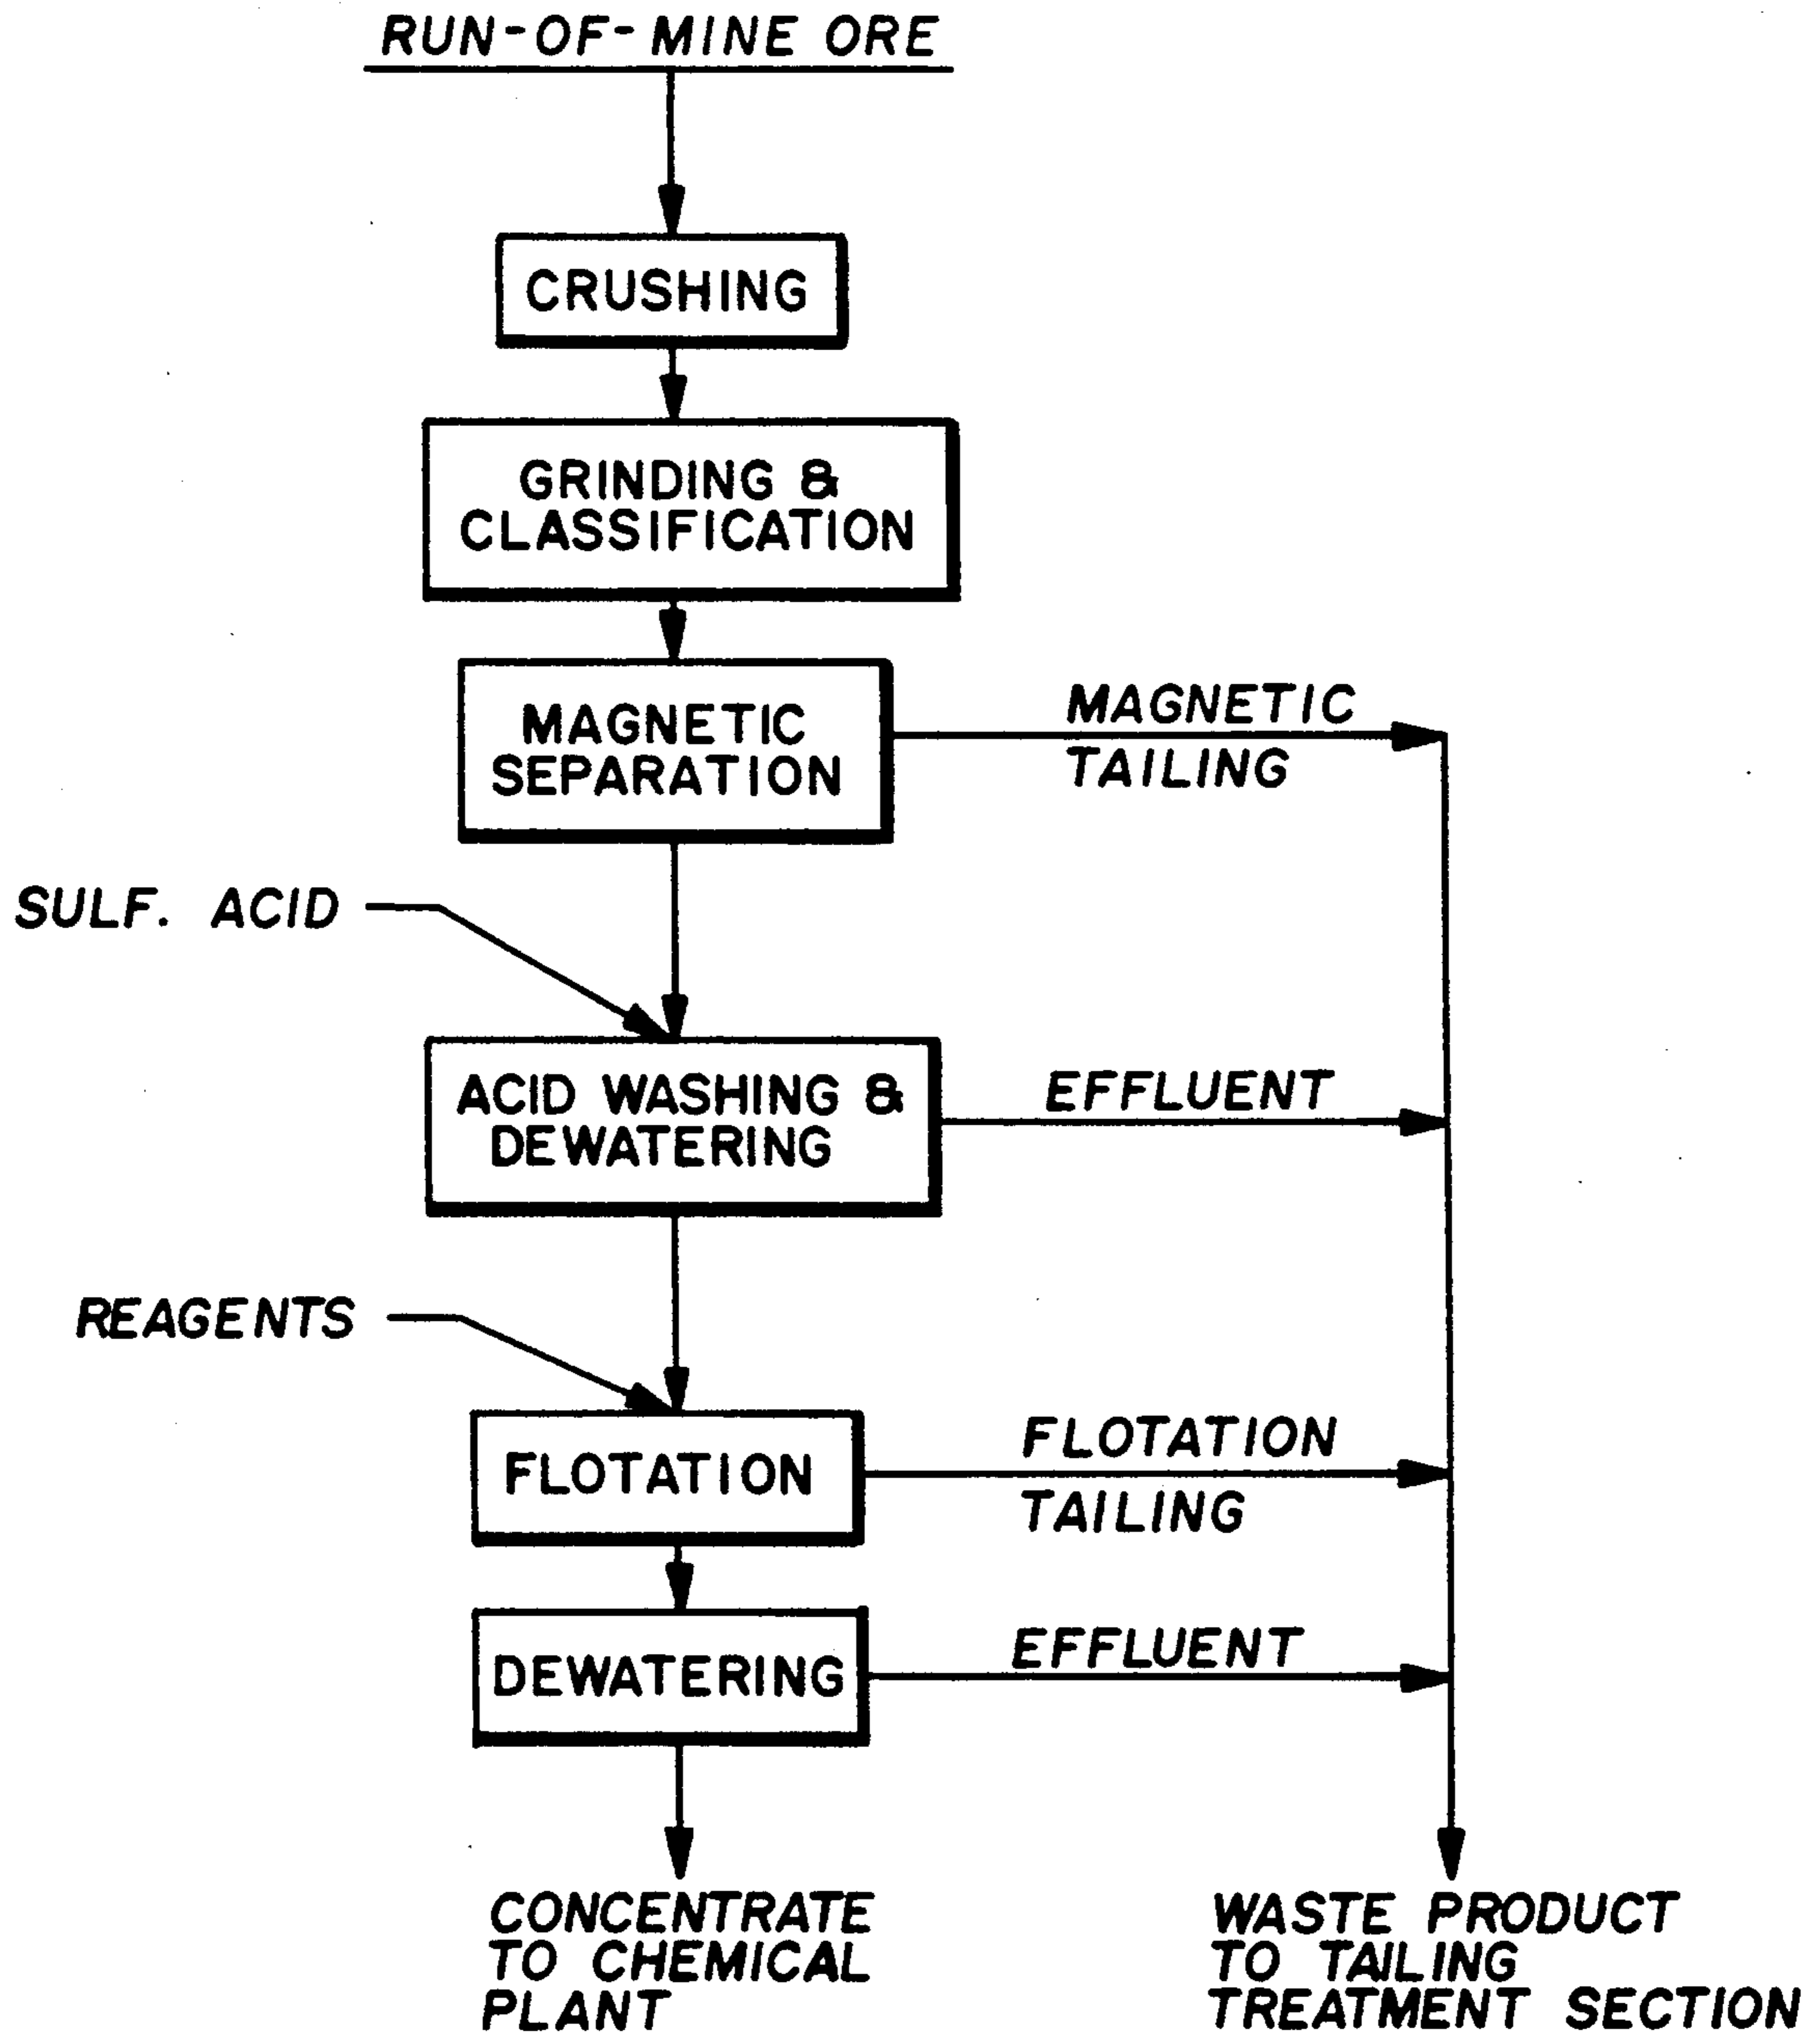 RUN-OF-MINE ORE
CRUSHING
GRINDING &
CLASSIFICATION
MAGNETIC
SEPARATION
MAGNETIC
TAILING
SULF. ACID
ACID WASHING &
DEWATERING
EFFLUENT
REAGENTS
FLOTATION
FLOTATION
TAILING
DEWATERING
EFFLUENT
CONCENTRATE
TO CHEMICAL
PLANT
WASTE PRODUCT
TO TAILING
TREATMENT SECTION